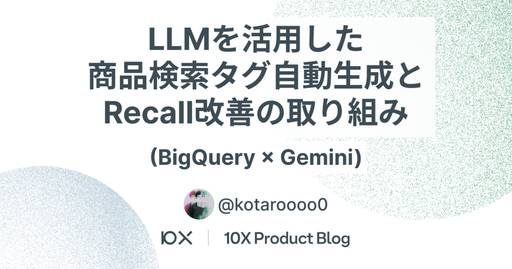 LLMを活用した
商品検索タグ自動生成と
Recall改善の取り組み
(BigQuery × Gemini)
@kotaroooo0
10X | 10X Product Blog